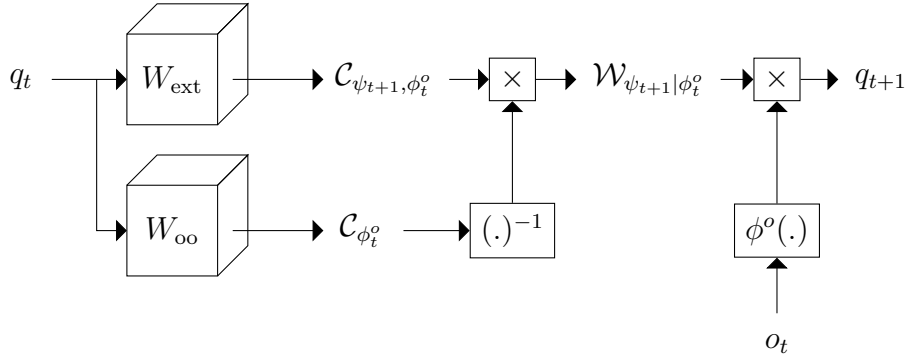 q_t W_ext C_{ψ_{t+1},φ_t^o} × W_{ψ_{t+1}|φ_t^o} × q_{t+1}
W_oo C_{φ_t^o} (.)^{-1} φ^o(.)
o_t